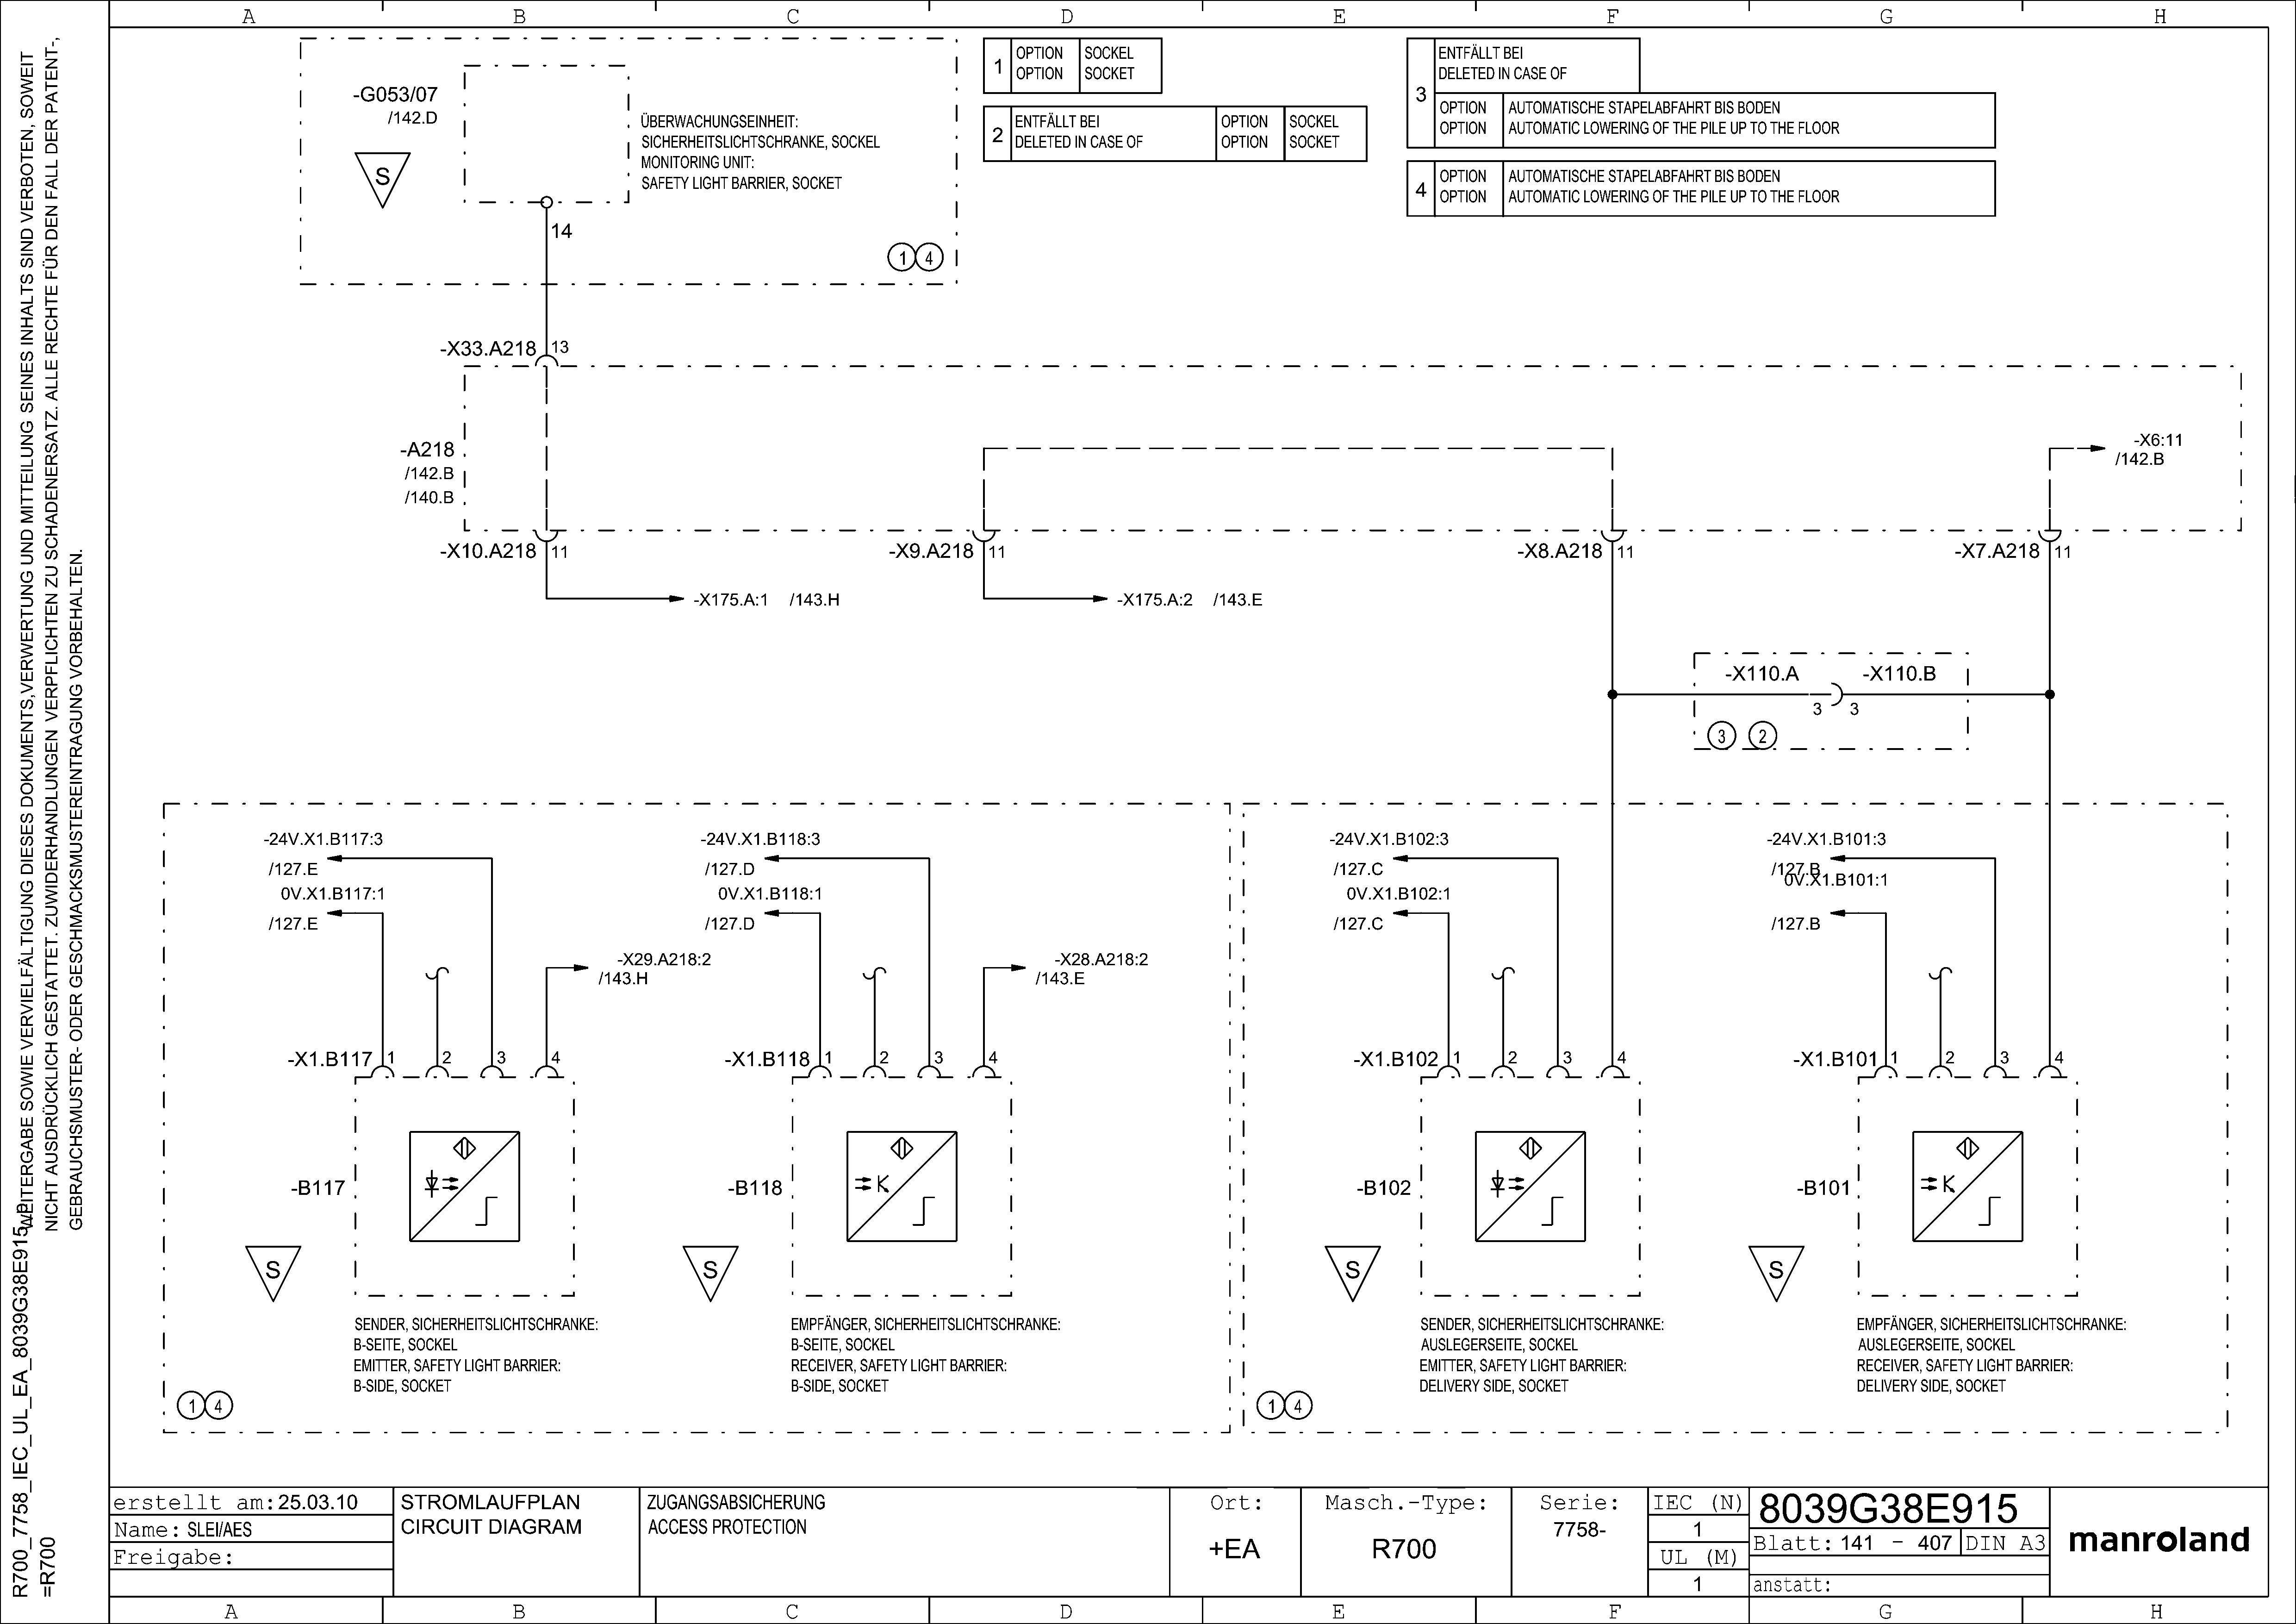 A B C D E F G H
-G053/07
/142.D
S
ÜBERWACHUNGSEINHEIT:
SICHERHEITSLICHTSCHRANKE, SOCKEL
MONITORING UNIT:
SAFETY LIGHT BARRIER, SOCKET
14
1 4
1 OPTION SOCKEL
OPTION SOCKET
2 ENTFÄLLT BEI OPTION SOCKEL
DELETED IN CASE OF OPTION SOCKET
3 ENTFÄLLT BEI
DELETED IN CASE OF
OPTION AUTOMATISCHE STAPELABFAHRT BIS BODEN
OPTION AUTOMATIC LOWERING OF THE PILE UP TO THE FLOOR
4 OPTION AUTOMATISCHE STAPELABFAHRT BIS BODEN
OPTION AUTOMATIC LOWERING OF THE PILE UP TO THE FLOOR
-X33.A218 13
-A218
/142.B
/140.B
-X6:11
/142.B
-X10.A218 11 -X9.A218 11 -X8.A218 11 -X7.A218 11
-X175.A:1 /143.H -X175.A:2 /143.E
-X110.A -X110.B
3 3
3 2
-24V.X1.B117:3 -24V.X1.B118:3 -24V.X1.B102:3 -24V.X1.B101:3
/127.E /127.D /127.C /127.B
0V.X1.B117:1 0V.X1.B118:1 0V.X1.B102:1 0V.X1.B101:1
/127.E /127.D /127.C /127.B
-X29.A218:2 -X28.A218:2
/143.H /143.E
-X1.B117 1 2 3 4 -X1.B118 1 2 3 4 -X1.B102 1 2 3 4 -X1.B101 1 2 3 4
-B117 -B118 -B102 -B101
S S S S
SENDER, SICHERHEITSLICHTSCHRANKE:
B-SEITE, SOCKEL
EMITTER, SAFETY LIGHT BARRIER:
B-SIDE, SOCKET
EMPFÄNGER, SICHERHEITSLICHTSCHRANKE:
B-SEITE, SOCKEL
RECEIVER, SAFETY LIGHT BARRIER:
B-SIDE, SOCKET
SENDER, SICHERHEITSLICHTSCHRANKE:
AUSLEGERSEITE, SOCKEL
EMITTER, SAFETY LIGHT BARRIER:
DELIVERY SIDE, SOCKET
EMPFÄNGER, SICHERHEITSLICHTSCHRANKE:
AUSLEGERSEITE, SOCKEL
RECEIVER, SAFETY LIGHT BARRIER:
DELIVERY SIDE, SOCKET
1 4 1 4
erstellt am: 25.03.10
Name: SLEI/AES
Freigabe:
STROMLAUFPLAN
CIRCUIT DIAGRAM
ZUGANGSABSICHERUNG
ACCESS PROTECTION
Ort:
+EA
Masch.-Type:
R700
Serie:
7758-
IEC (N)
1
UL (M)
1
8039G38E915
Blatt: 141 - 407 DIN A3
anstatt:
manroland
A B C D E F G H
WEITERGABE SOWIE VERVIELFÄLTIGUNG DIESES DOKUMENTS,VERWERTUNG UND MITTEILUNG SEINES INHALTS SIND VERBOTEN, SOWEIT
NICHT AUSDRÜCKLICH GESTATTET. ZUWIDERHANDLUNGEN VERPFLICHTEN ZU SCHADENERSATZ. ALLE RECHTE FÜR DEN FALL DER PATENT-,
GEBRAUCHSMUSTER- ODER GESCHMACKSMUSTEREINTRAGUNG VORBEHALTEN.
R700_7758_IEC_UL_EA_8039G38E915
=R700